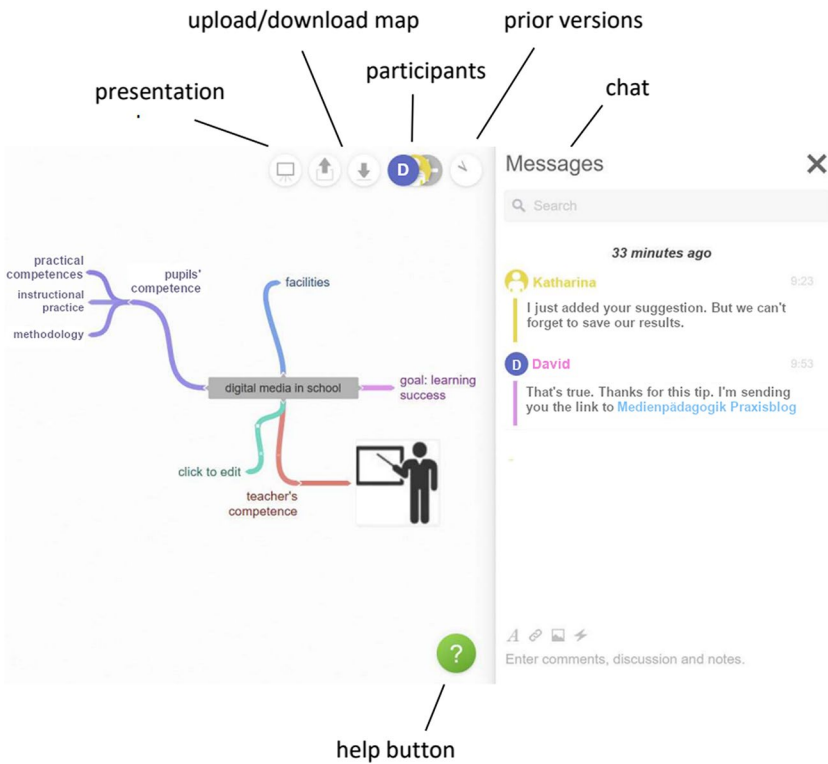 upload/download map
prior versions
participants
presentation
chat
D
Messages
Search
33 minutes ago
Katharina 9:23
I just added your suggestion. But we can't
forget to save our results.
D David 9:53
That's true. Thanks for this tip. I'm sending
you the link to Medienpädagogik Praxisblog
practical
competences
instructional
practice
methodology
pupils'
competence
facilities
digital media in school
goal: learning
success
click to edit
teacher's
competence
A
Enter comments, discussion and notes.
?
help button